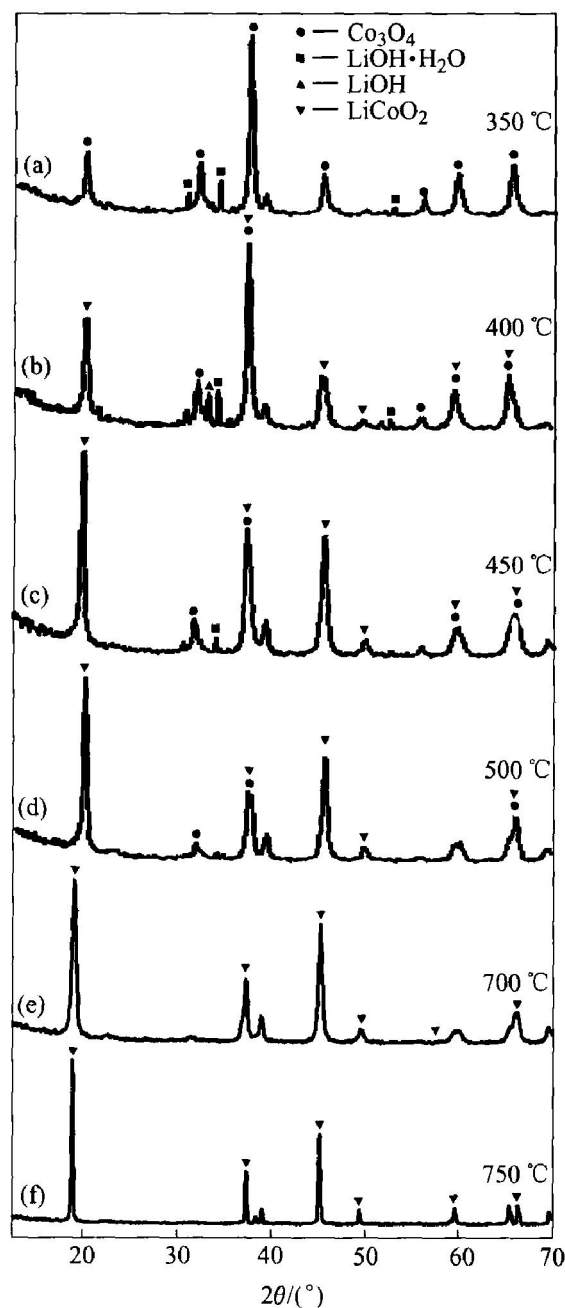 ● — Co₃O₄
■ — LiOH·H₂O
▲ — LiOH
▼ — LiCoO₂
350 ℃
(a)
400 ℃
(b)
450 ℃
(c)
500 ℃
(d)
700 ℃
(e)
750 ℃
(f)
20 30 40 50 60 70
2θ/(°)